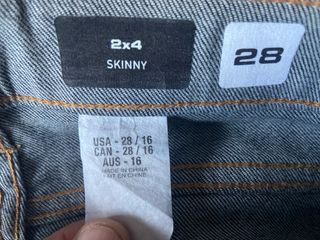 2x4
SKINNY
28
USA - 28 / 16
CAN - 28 / 16
AUS - 16
MADE IN CHINA